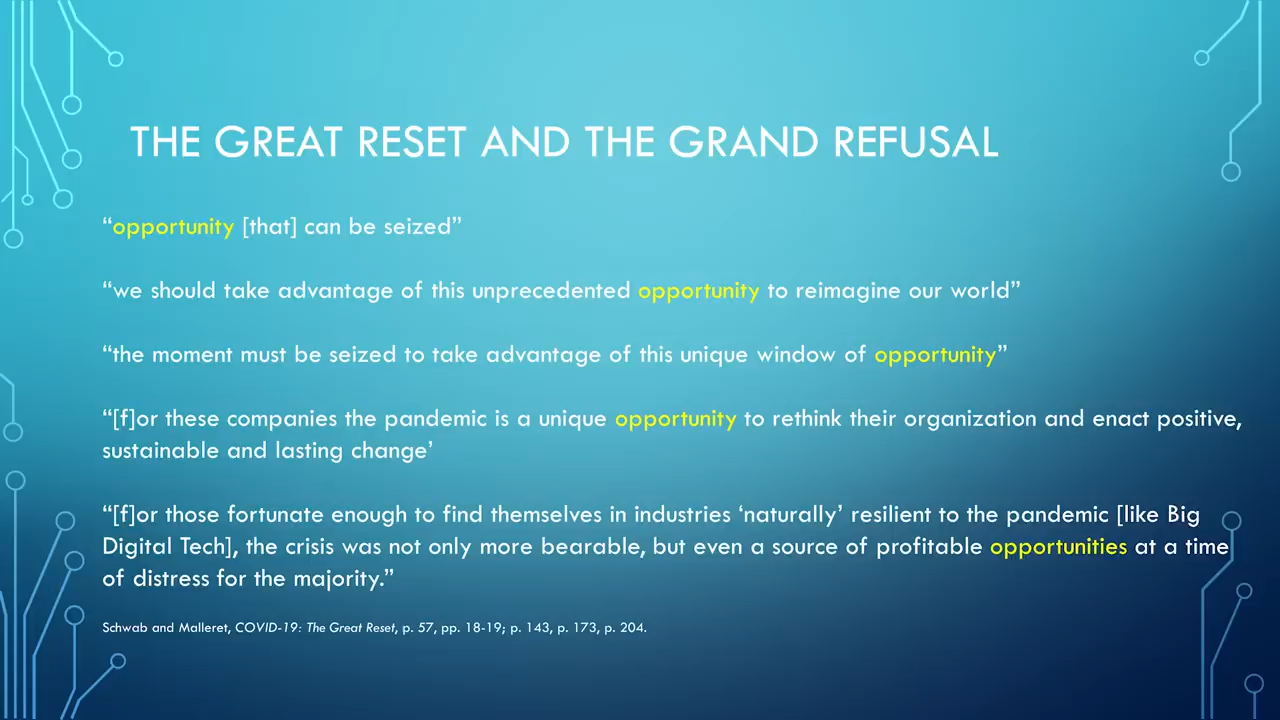 THE GREAT RESET AND THE GRAND REFUSAL
“opportunity [that] can be seized”
“we should take advantage of this unprecedented opportunity to reimagine our world”
“the moment must be seized to take advantage of this unique window of opportunity”
“[f]or these companies the pandemic is a unique opportunity to rethink their organization and enact positive,
sustainable and lasting change’
“[f]or those fortunate enough to find themselves in industries ‘naturally’ resilient to the pandemic [like Big
Digital Tech], the crisis was not only more bearable, but even a source of profitable opportunities at a time
of distress for the majority.”
Schwab and Malleret, COVID-19: The Great Reset, p. 57, pp. 18-19; p. 143, p. 173, p. 204.